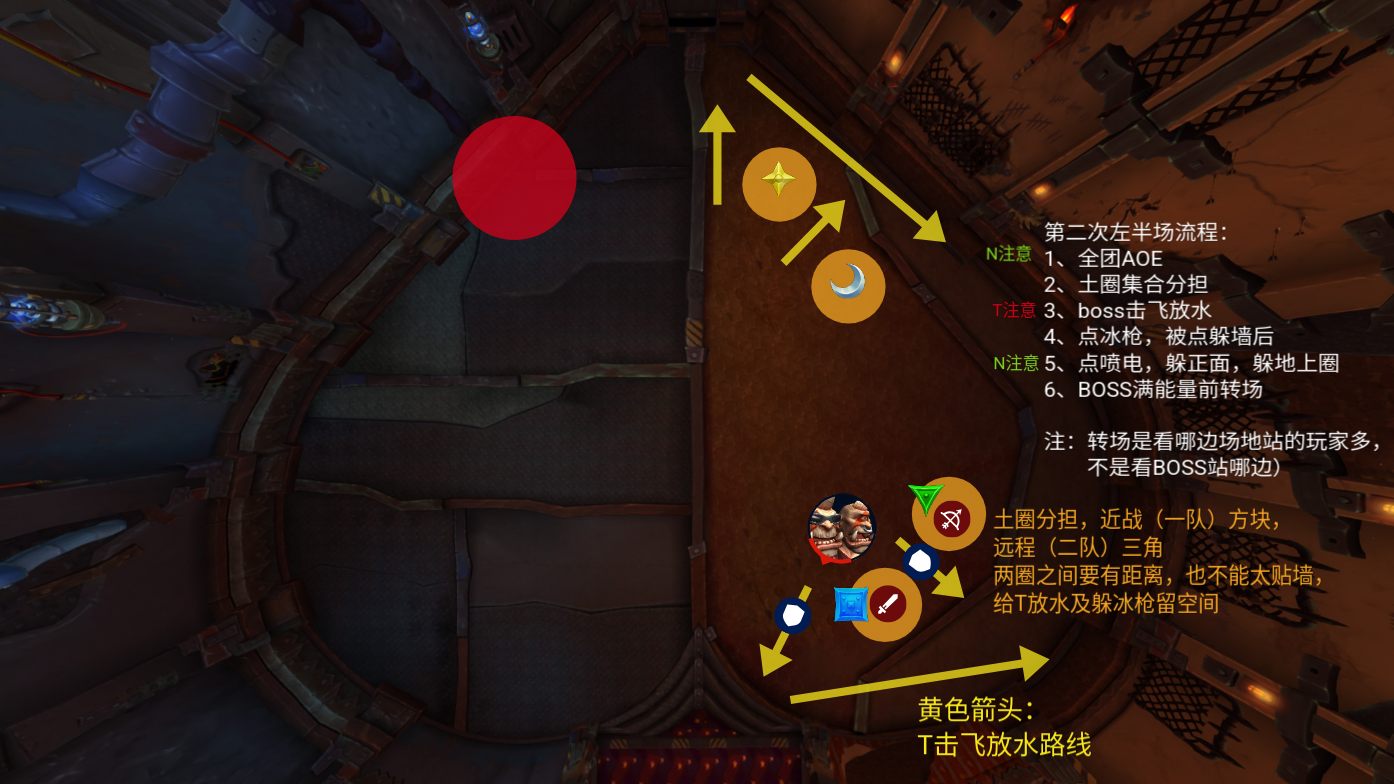 第二次左半场流程：
N注意
1、全团AOE
2、土圈集合分担
T注意
3、boss击飞放水
4、点冰枪，被点躲墙后
N注意
5、点喷电，躲正面，躲地上圈
6、BOSS满能量前转场
注：转场是看哪边场地站的玩家多，
不是看BOSS站哪边）
土圈分担，近战（一队）方块，
远程（二队）三角
两圈之间要有距离，也不能太贴墙，
给T放水及躲冰枪留空间
黄色箭头：
T击飞放水路线